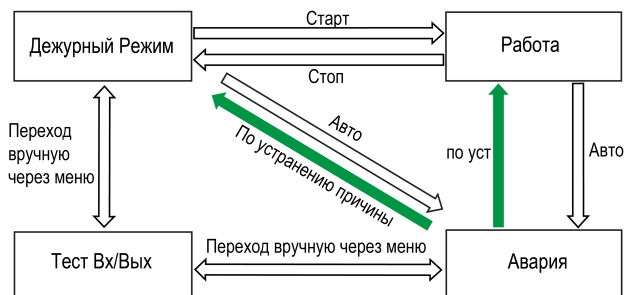 Старт
Дежурный Режим
Работа
Стоп
Переход
вручную
через меню
Авто
По устранению причины
по уст
Авто
Переход вручную через меню
Тест Вх/Вых
Авария